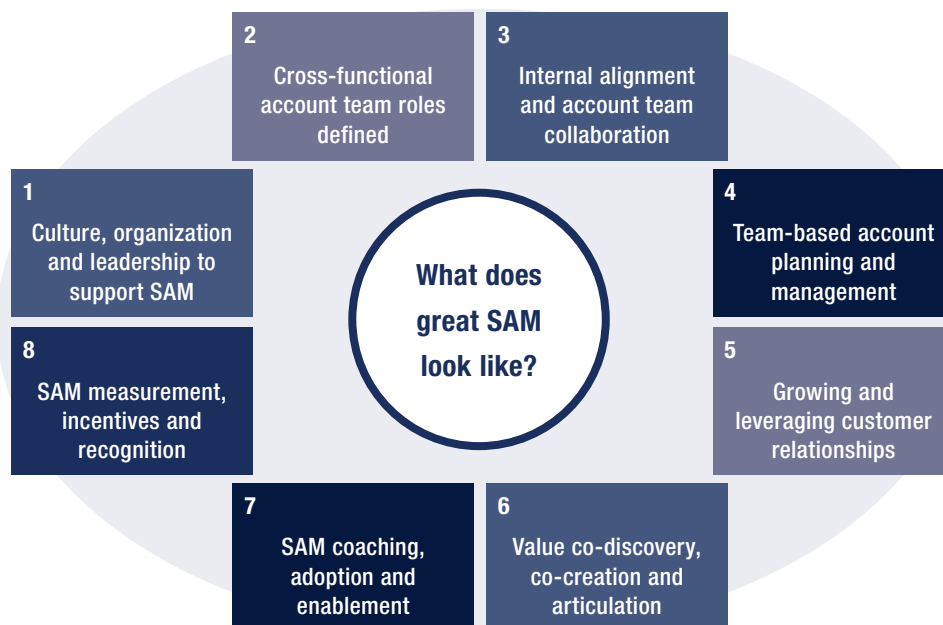 2
Cross-functional
account team roles
defined
3
Internal alignment
and account team
collaboration
1
Culture, organization
and leadership to
support SAM
4
Team-based account
planning and
management
What does
great SAM
look like?
8
SAM measurement,
incentives and
recognition
5
Growing and
leveraging customer
relationships
7
SAM coaching,
adoption and
enablement
6
Value co-discovery,
co-creation and
articulation